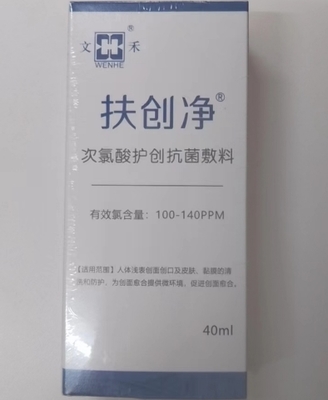 文禾®
WENHE
扶创净®
次氯酸护创抗菌敷料
有效氯含量：100-140PPM
【适用范围】人体浅表创面创口及皮肤、黏膜的清
洗和防护，为创面愈合提供微环境，促进创面愈合。
40ml